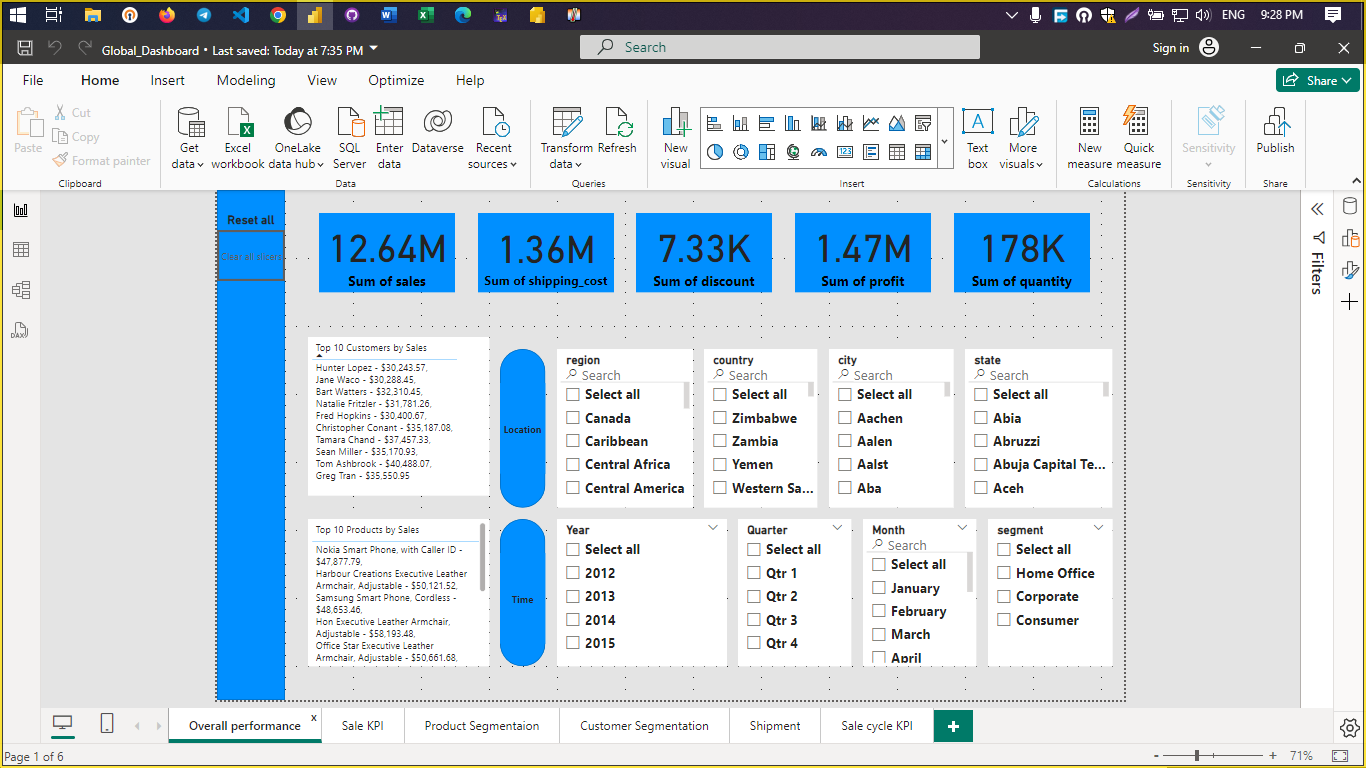 ENG 9:28 PM
Global_Dashboard • Last saved: Today at 7:35 PM
Search
Sign in
File Home Insert Modeling View Optimize Help
Share
Paste
Cut
Copy
Format painter
Clipboard
Get data
Excel workbook
OneLake data hub
SQL Server
Enter data
Dataverse
Recent sources
Data
Transform data
Refresh
Queries
New visual
Text box
More visuals
Insert
New measure
Quick measure
Calculations
Sensitivity
Sensitivity
Publish
Share
Reset all
Clear all slicers
12.64M
Sum of sales
1.36M
Sum of shipping_cost
7.33K
Sum of discount
1.47M
Sum of profit
178K
Sum of quantity
Filters
DAX
Top 10 Customers by Sales
Hunter Lopez - $30,243.57,
Jane Waco - $30,288.45,
Bart Watters - $32,310.45,
Natalie Fritzler - $31,781.26,
Fred Hopkins - $30,400.67,
Christopher Conant - $35,187.08,
Tamara Chand - $37,457.33,
Sean Miller - $35,170.93,
Tom Ashbrook - $40,488.07,
Greg Tran - $35,550.95
Location
region
Search
Select all
Canada
Caribbean
Central Africa
Central America
country
Search
Select all
Zimbabwe
Zambia
Yemen
Western Sa...
city
Search
Select all
Aachen
Aalen
Aalst
Aba
state
Search
Select all
Abia
Abruzzi
Abuja Capital Te...
Aceh
Top 10 Products by Sales
Nokia Smart Phone, with Caller ID -
$47,877.79,
Harbour Creations Executive Leather
Armchair, Adjustable - $50,121.52,
Samsung Smart Phone, Cordless -
$48,653.46,
Hon Executive Leather Armchair,
Adjustable - $58,193.48,
Office Star Executive Leather
Armchair, Adjustable - $50,661.68,
Time
Year
Select all
2012
2013
2014
2015
Quarter
Select all
Qtr 1
Qtr 2
Qtr 3
Qtr 4
Month
Search
Select all
January
February
March
April
segment
Select all
Home Office
Corporate
Consumer
Overall performance x
Sale KPI
Product Segmentaion
Customer Segmentation
Shipment
Sale cycle KPI
Page 1 of 6
- + 71%